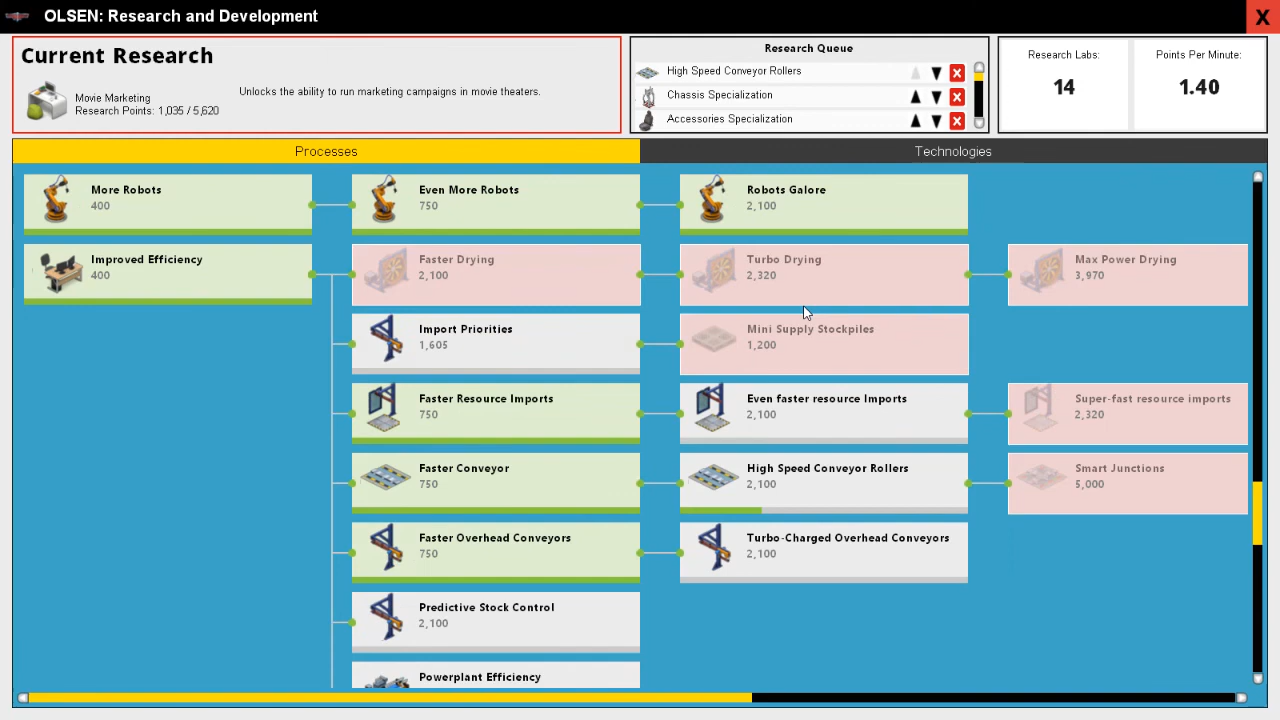 OLSEN: Research and Development
X
Current Research
Movie Marketing
Research Points: 1,035 / 5,620
Unlocks the ability to run marketing campaigns in movie theaters.
Research Queue
High Speed Conveyor Rollers
Chassis Specialization
Accessories Specialization
Research Labs:
14
Points Per Minute:
1.40
Processes
Technologies
More Robots
400
Even More Robots
750
Robots Galore
2,100
Improved Efficiency
400
Faster Drying
2,100
Turbo Drying
2,320
Max Power Drying
3,970
Import Priorities
1,605
Mini Supply Stockpiles
1,200
Faster Resource Imports
750
Even faster resource Imports
2,100
Super-fast resource imports
2,320
Faster Conveyor
750
High Speed Conveyor Rollers
2,100
Smart Junctions
5,000
Faster Overhead Conveyors
750
Turbo-Charged Overhead Conveyors
2,100
Predictive Stock Control
2,100
Powerplant Efficiency